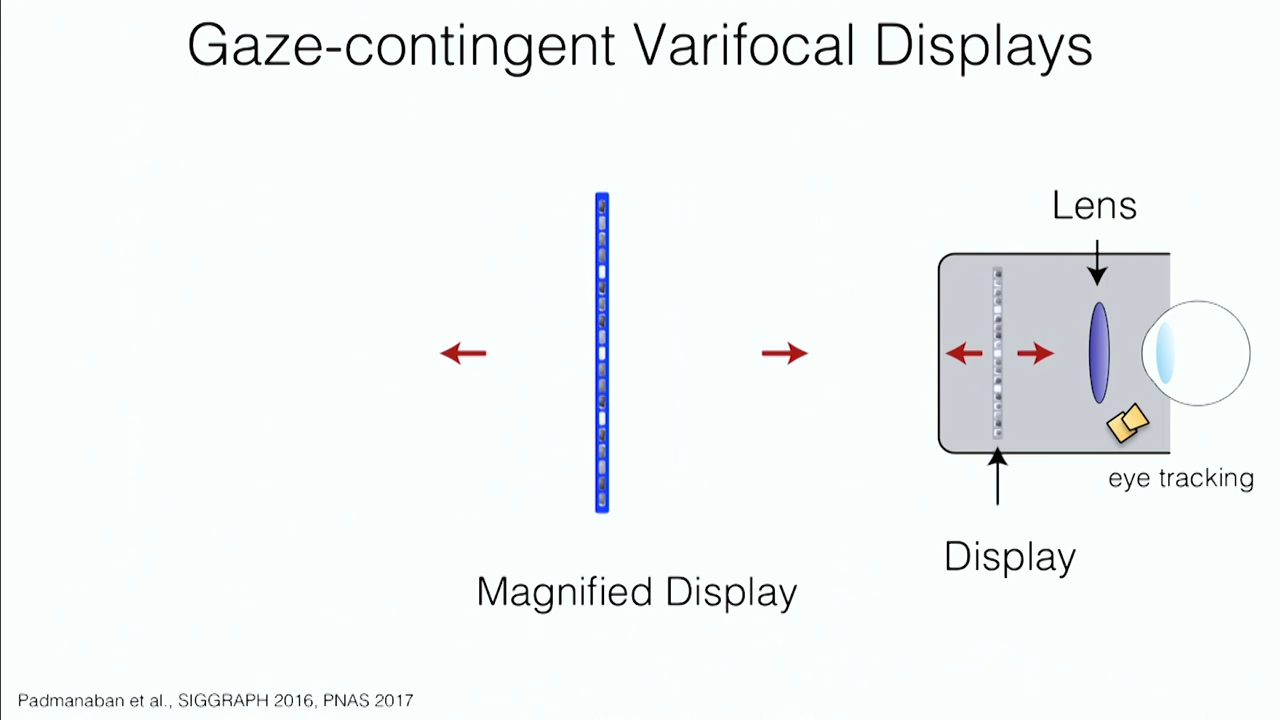 Gaze-contingent Varifocal Displays
Lens
eye tracking
Display
Magnified Display
Padmanaban et al., SIGGRAPH 2016, PNAS 2017